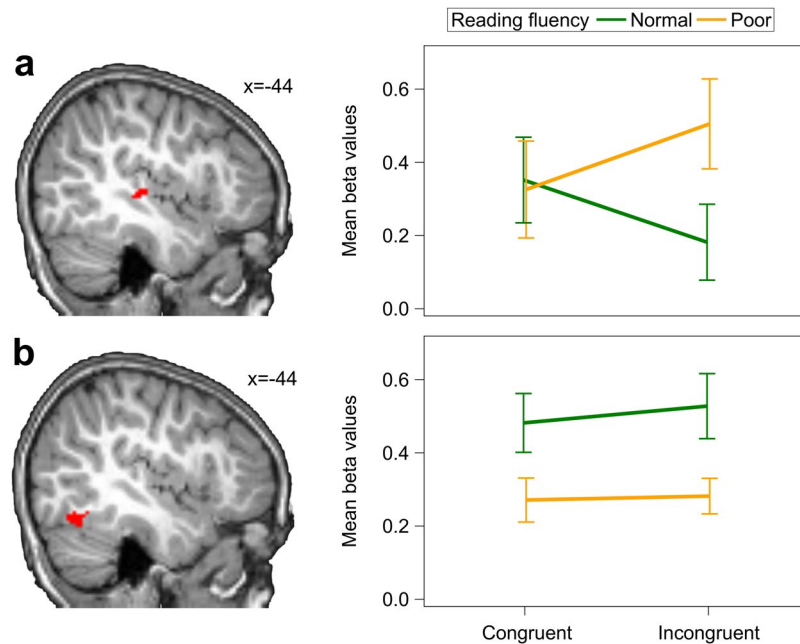 Reading fluency Normal Poor
a
x=-44
Mean beta values
0.6
0.4
0.2
0.0
b
x=-44
Mean beta values
0.6
0.4
0.2
0.0
Congruent Incongruent